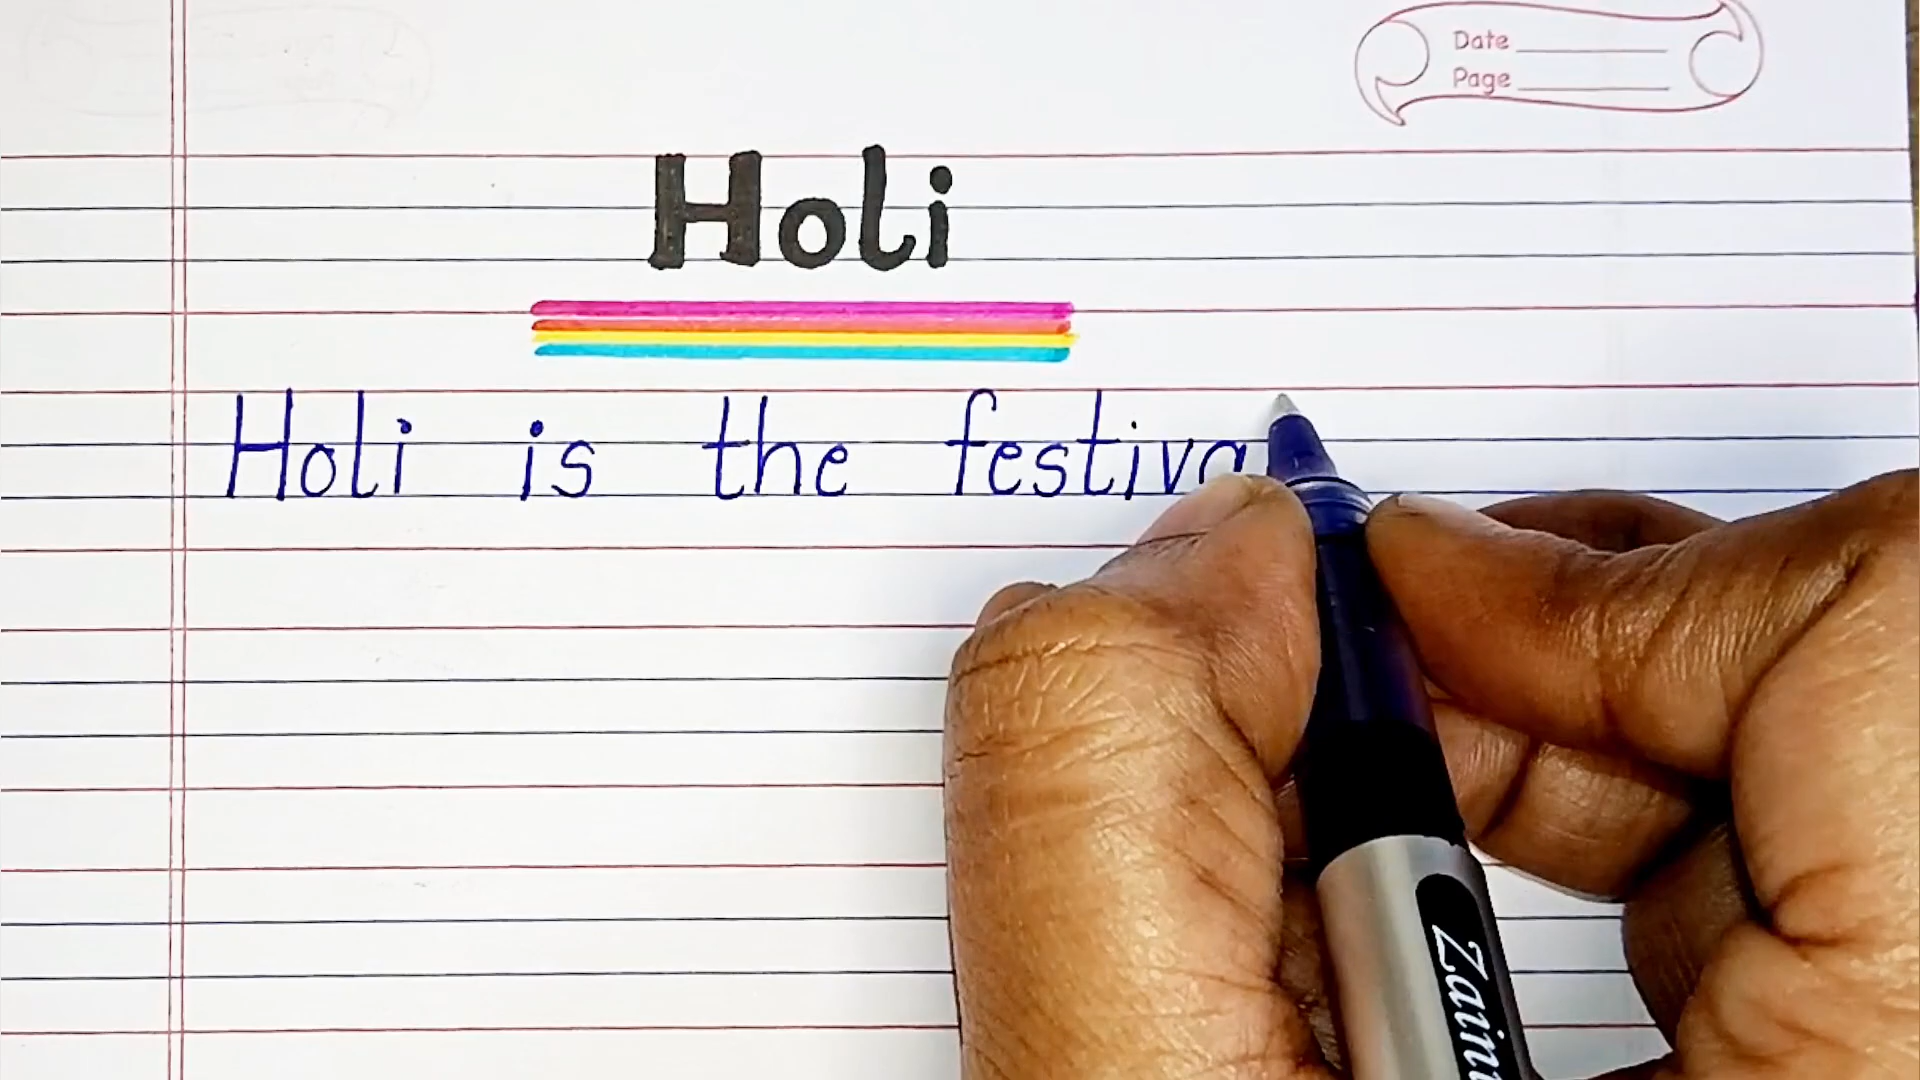 Date
Page
Holi
Holi is the festiva